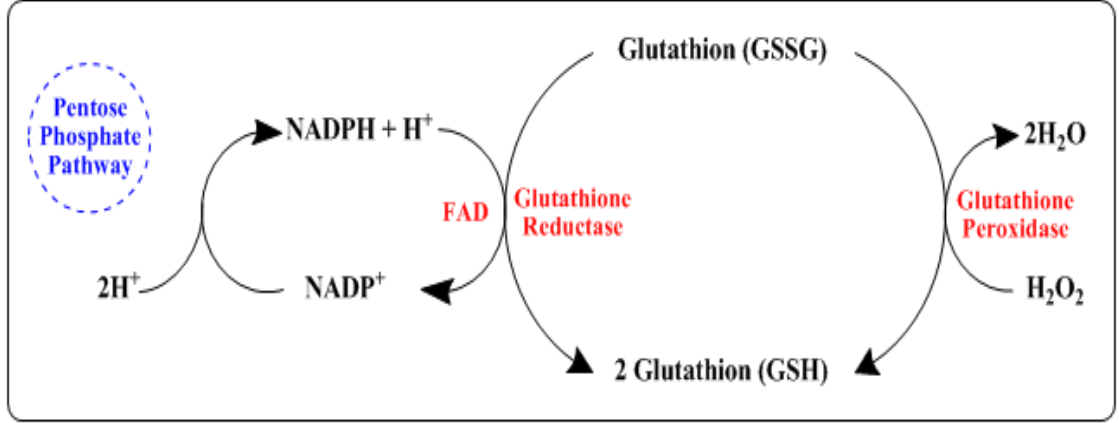 Glutathion (GSSG)
Pentose
Phosphate
Pathway
NADPH + H⁺
2H₂O
FAD
Glutathione
Reductase
Glutathione
Peroxidase
2H⁺
NADP⁺
H₂O₂
2 Glutathion (GSH)